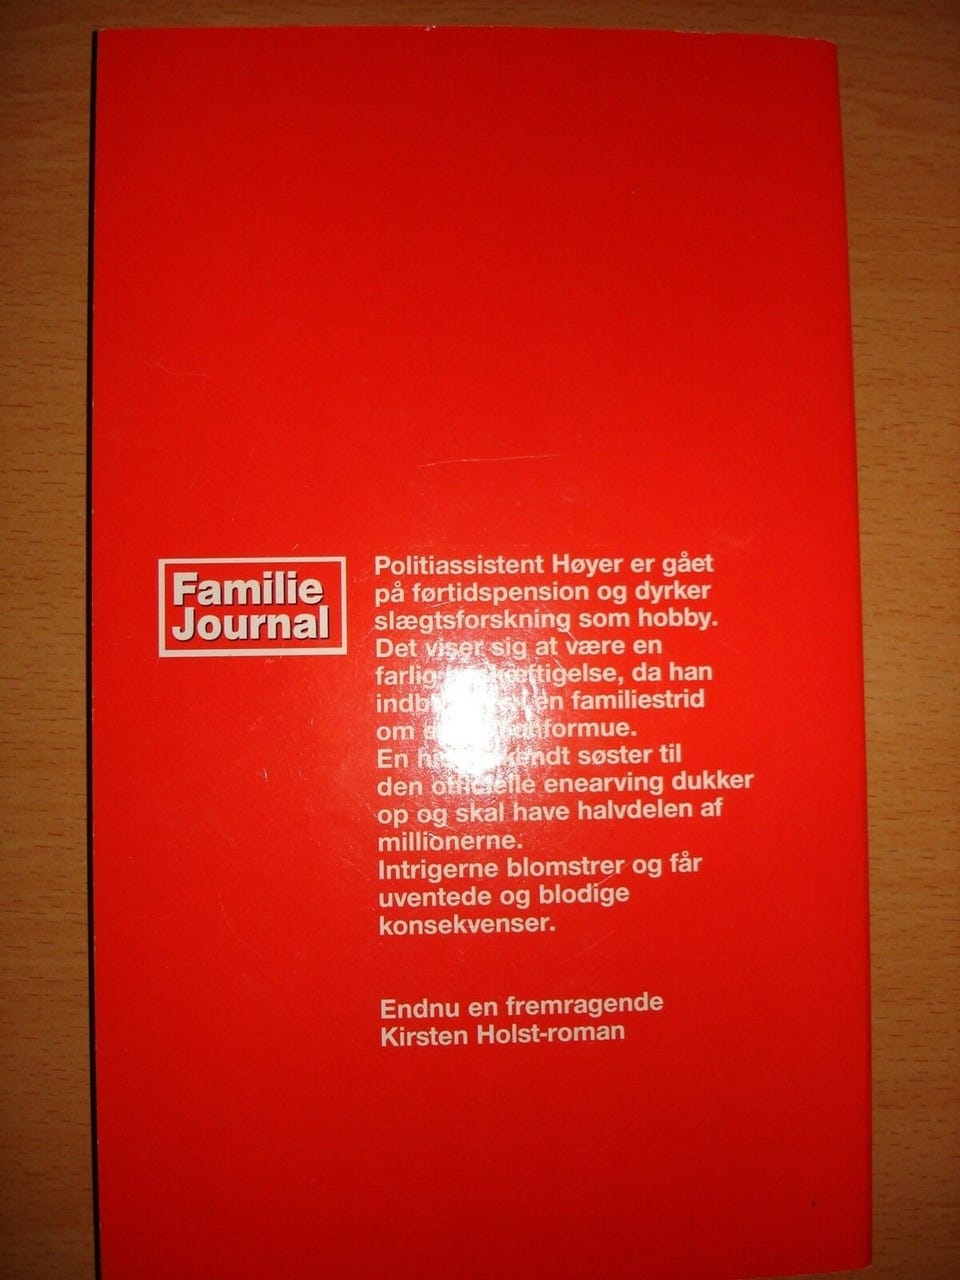 Familie
Journal
Politiassistent Høyer er gået
på førtidspension og dyrker
slægtsforskning som hobby.
Det viser sig at være en
farlig beskæftigelse, da han
en familiestrid
om
En søster til
den officielle enearving dukker
op og skal have halvdelen af
millionerne.
Intrigerne blomstrer og får
uventede og blodige
konsekvenser.
Endnu en fremragende
Kirsten Holst-roman